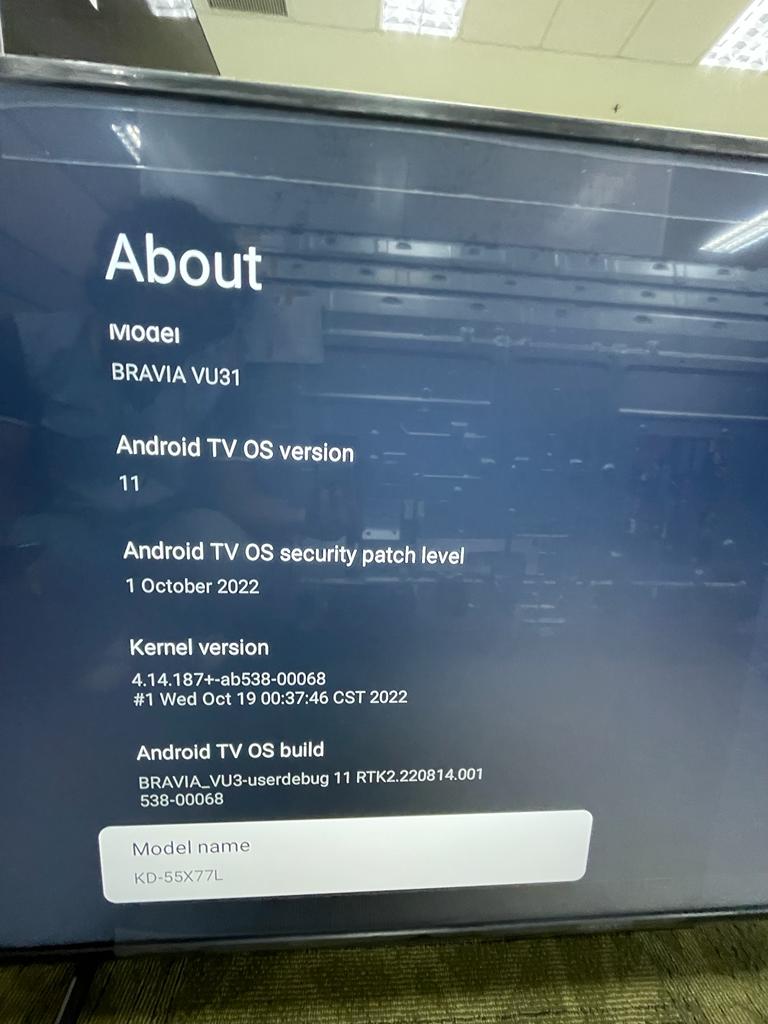 About
Model
BRAVIA VU31
Android TV OS version
11
Android TV OS security patch level
1 October 2022
Kernel version
4.14.187+-ab538-00068
#1 Wed Oct 19 00:37:46 CST 2022
Android TV OS build
BRAVIA_VU3-userdebug 11 RTK2.220814.001
538-00068
Model name
KD-55X77L